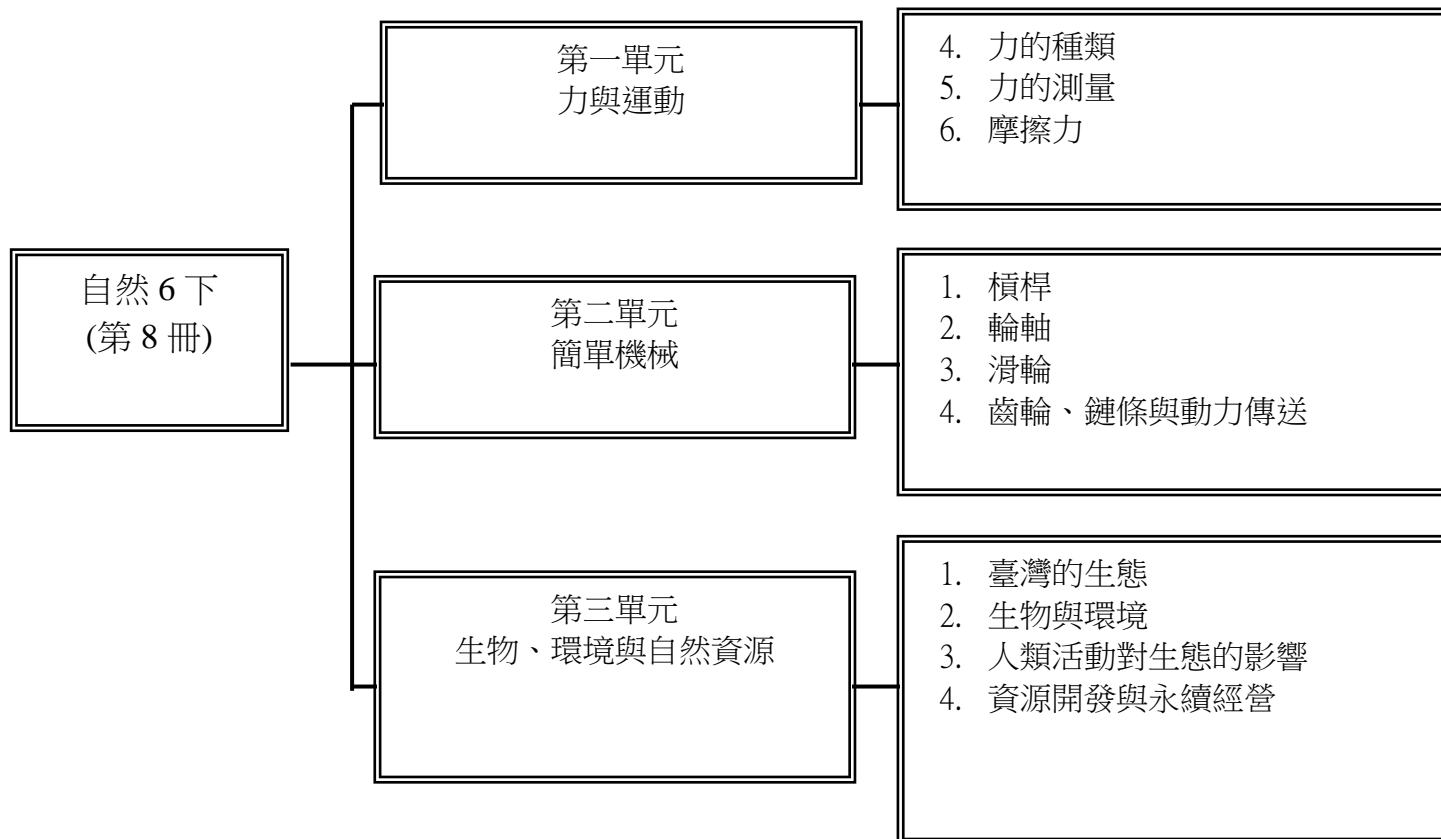 自然 6 下
(第 8 冊)
第一單元
力與運動
4. 力的種類
5. 力的測量
6. 摩擦力
第二單元
簡單機械
1. 槓桿
2. 輪軸
3. 滑輪
4. 齒輪、鏈條與動力傳送
第三單元
生物、環境與自然資源
1. 臺灣的生態
2. 生物與環境
3. 人類活動對生態的影響
4. 資源開發與永續經營